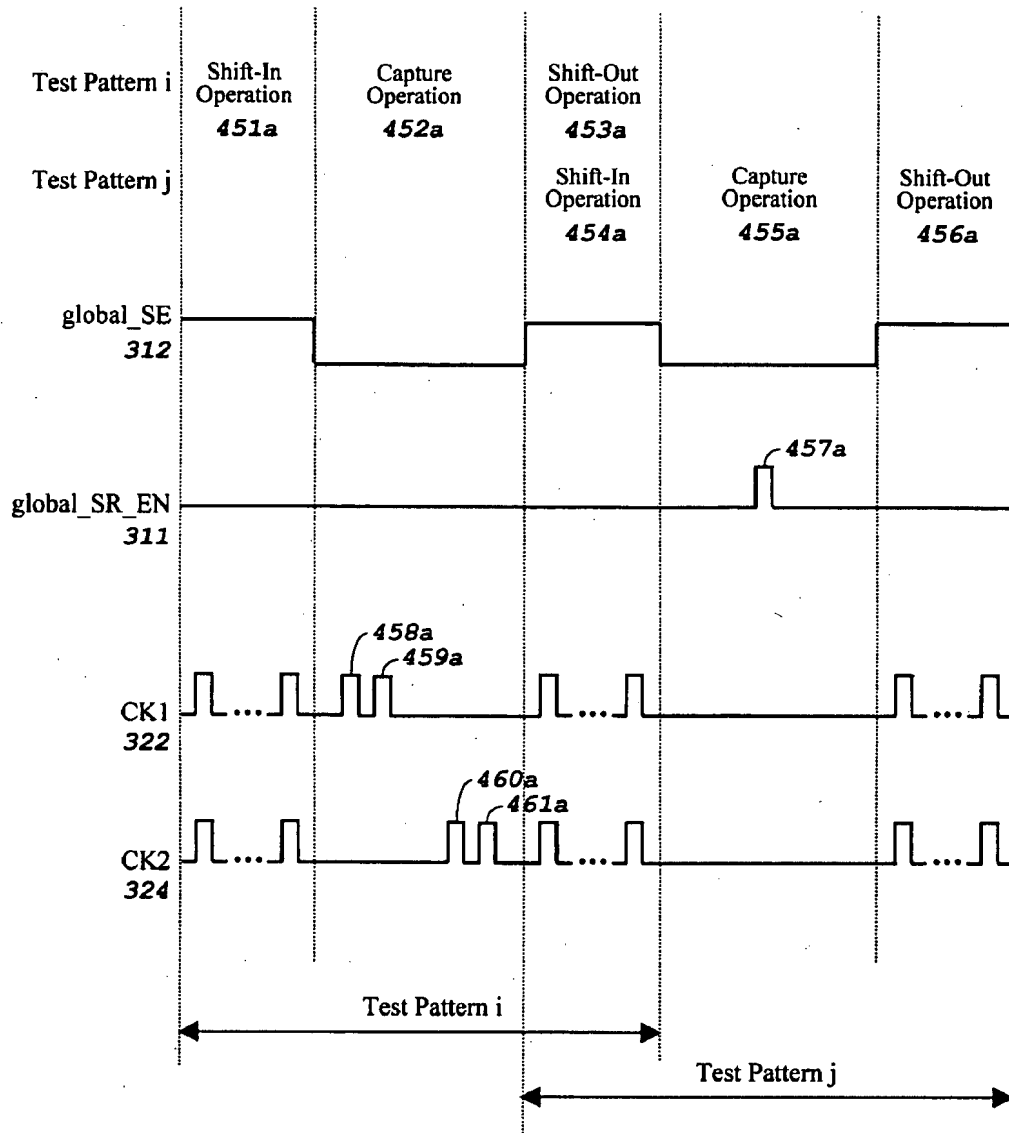 Test Pattern i
Shift-In
Operation
451a
Capture
Operation
452a
Shift-Out
Operation
453a
Test Pattern j
Shift-In
Operation
454a
Capture
Operation
455a
Shift-Out
Operation
456a
global_SE
312
457a
global_SR_EN
311
458a
459a
CK1
322
460a
461a
CK2
324
Test Pattern i
Test Pattern j